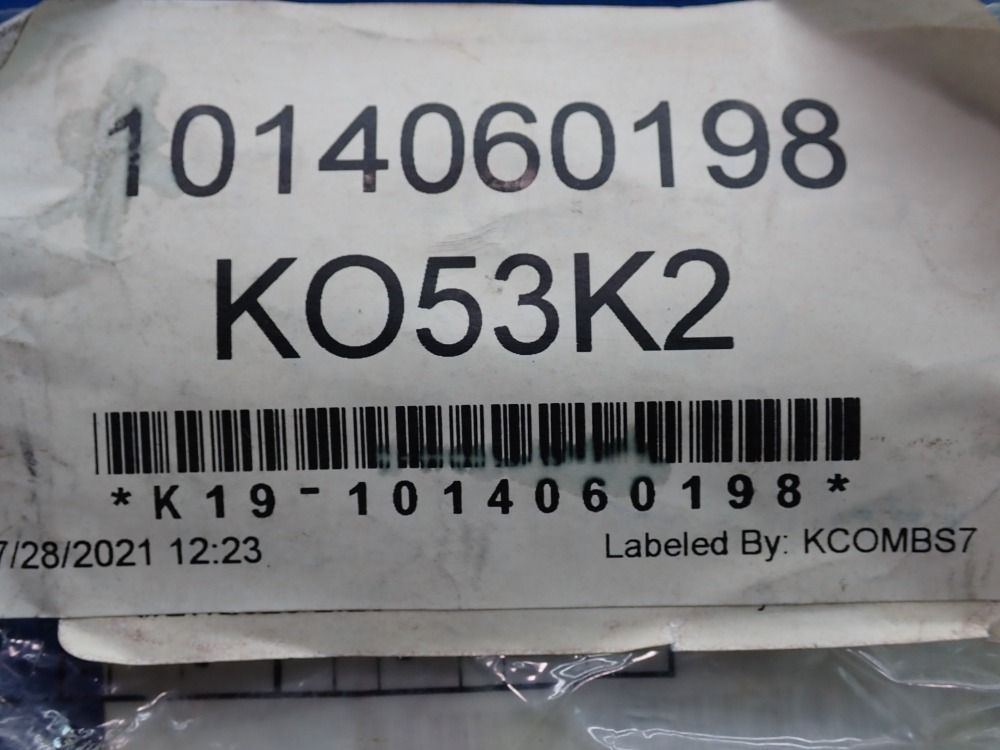 1014060198
KO53K2
*K19-1014060198*
7/28/2021 12:23
Labeled By: KCOMBS7